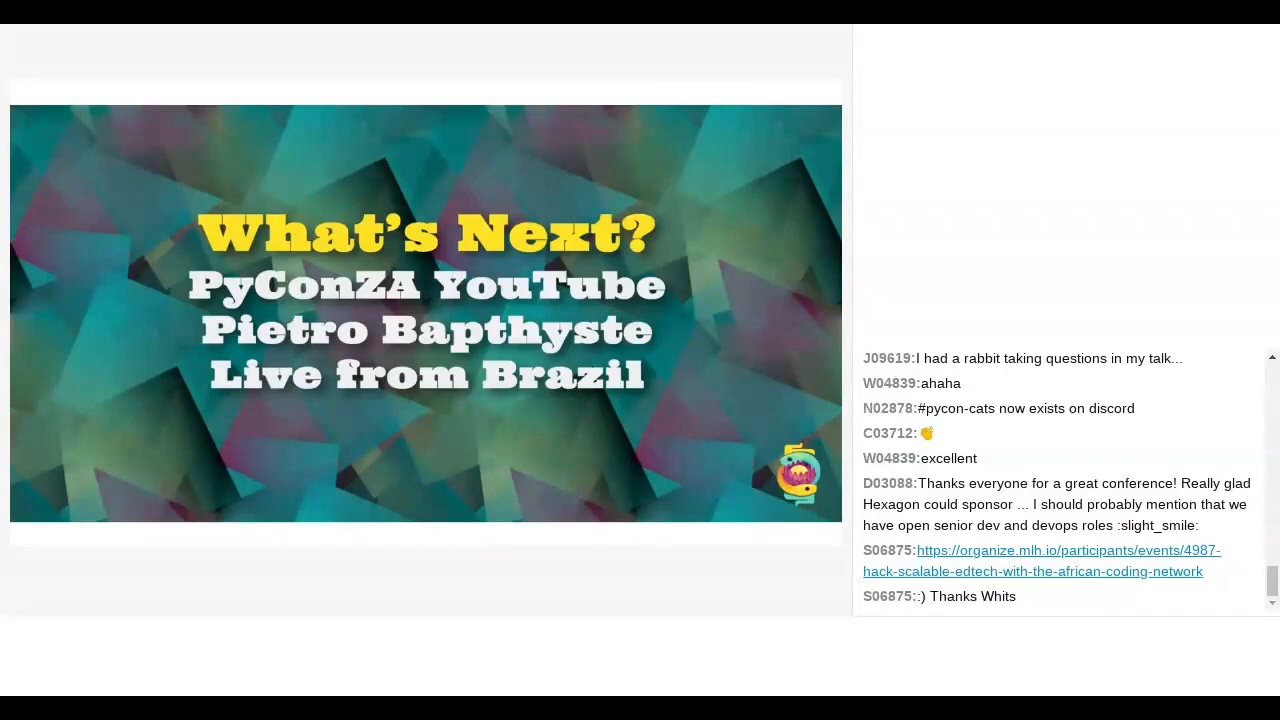 What's Next?
PyConZA YouTube
Pietro Bapthyste
Live from Brazil
J09619:I had a rabbit taking questions in my talk...
W04839:ahaha
N02878:#pycon-cats now exists on discord
C03712:👏
W04839:excellent
D03088:Thanks everyone for a great conference! Really glad
Hexagon could sponsor ... I should probably mention that we
have open senior dev and devops roles :slight_smile:
S06875:https://organize.mlh.io/participants/events/4987-
hack-scalable-edtech-with-the-african-coding-network
S06875::) Thanks Whits